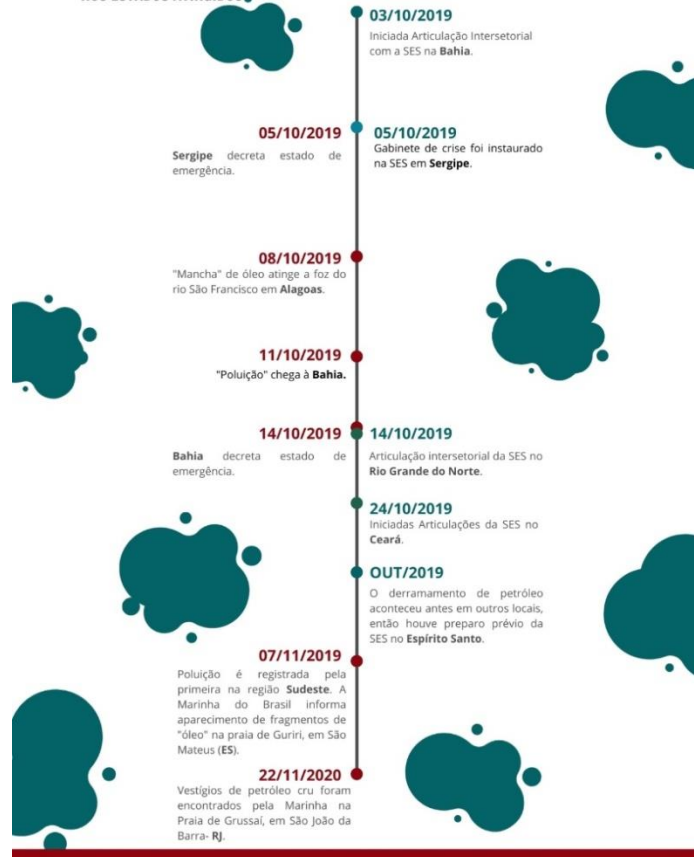 03/10/2019
Iniciada Articulação Intersetorial
com a SES na Bahia.
05/10/2019
Sergipe decreta estado de
emergência.
05/10/2019
Gabinete de crise foi instaurado
na SES em Sergipe.
08/10/2019
"Mancha" de óleo atinge a foz do
rio São Francisco em Alagoas.
11/10/2019
"Poluição" chega à Bahia.
14/10/2019
Bahia decreta estado de
emergência.
14/10/2019
Articulação intersetorial da SES no
Rio Grande do Norte.
24/10/2019
Iniciadas Articulações da SES no
Ceará.
OUT/2019
O derramamento de petróleo
aconteceu antes em outros locais,
então houve preparo prévio da
SES no Espírito Santo.
07/11/2019
Poluição é registrada pela
primeira na região Sudeste. A
Marinha do Brasil informa
aparecimento de fragmentos de
"óleo" na praia de Guriri, em São
Mateus (ES).
22/11/2020
Vestígios de petróleo cru foram
encontrados pela Marinha na
Praia de Grussaí, em São João da
Barra- RJ.